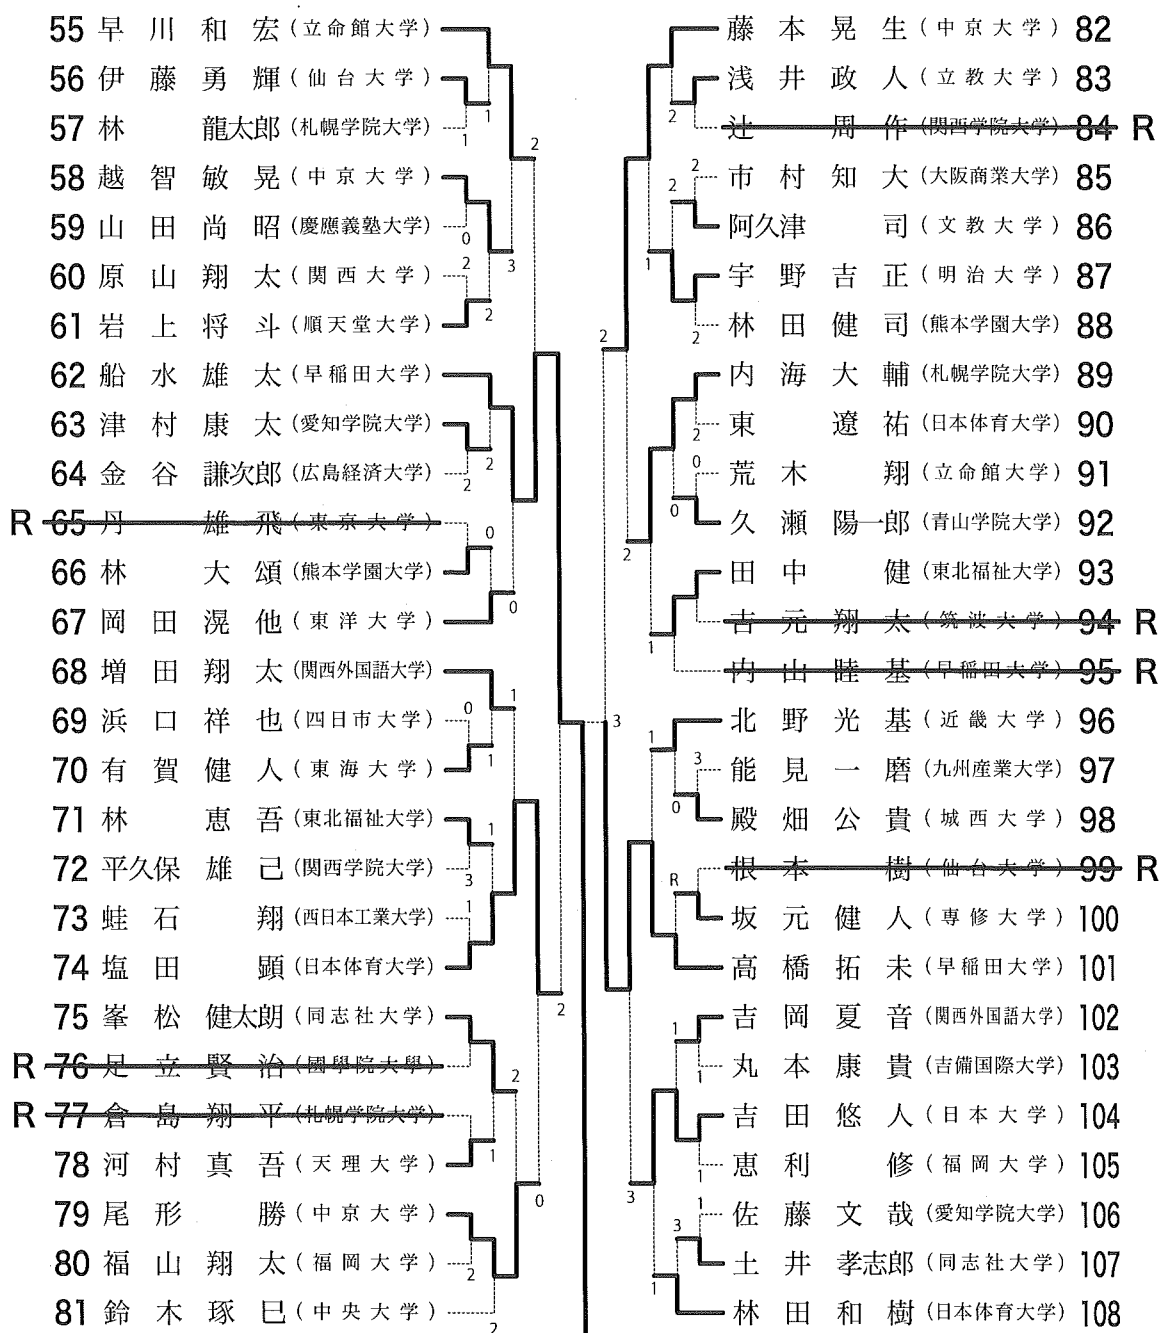 55 早川和宏 (立命館大学)
56 伊藤勇輝 (仙台大学)
57 林 龍太郎 (札幌学院大学)
58 越智敏晃 (中京大学)
59 山田尚昭 (慶應義塾大学)
60 原山翔太 (関西大学)
61 岩上将斗 (順天堂大学)
62 船水雄太 (早稲田大学)
63 津村康太 (愛知学院大学)
64 金谷謙次郎 (広島経済大学)
R 65 丹 雄飛 (東京大学)
66 林 大頌 (熊本学園大学)
67 岡田滉他 (東洋大学)
68 増田翔太 (関西外国語大学)
69 浜口祥也 (四日市大学)
70 有賀健人 (東海大学)
71 林 恵吾 (東北福祉大学)
72 平久保雄己 (関西学院大学)
73 蛙石 翔 (西日本工業大学)
74 塩田 顕 (日本体育大学)
75 峯松健太朗 (同志社大学)
R 76 足立賢治 (國學院大學)
R 77 倉島翔平 (札幌学院大学)
78 河村真吾 (天理大学)
79 尾形 勝 (中京大学)
80 福山翔太 (福岡大学)
81 鈴木琢巳 (中央大学)
藤本晃生 (中京大学) 82
浅井政人 (立教大学) 83
辻 周作 (関西学院大学) 84 R
市村知大 (大阪商業大学) 85
阿久津 司 (文教大学) 86
宇野吉正 (明治大学) 87
林田健司 (熊本学園大学) 88
内海大輔 (札幌学院大学) 89
東 遼祐 (日本体育大学) 90
荒木 翔 (立命館大学) 91
久瀬陽一郎 (青山学院大学) 92
田中 健 (東北福祉大学) 93
吉元翔太 (筑波大学) 94 R
内山睦基 (早稲田大学) 95 R
北野光基 (近畿大学) 96
能見一磨 (九州産業大学) 97
殿畑公貴 (城西大学) 98
根本 樹 (仙台大学) 99 R
坂元健人 (専修大学) 100
高橋拓未 (早稲田大学) 101
吉岡夏音 (関西外国語大学) 102
丸本康貴 (吉備国際大学) 103
吉田悠人 (日本大学) 104
恵利 修 (福岡大学) 105
佐藤文哉 (愛知学院大学) 106
土井孝志郎 (同志社大学) 107
林田和樹 (日本体育大学) 108